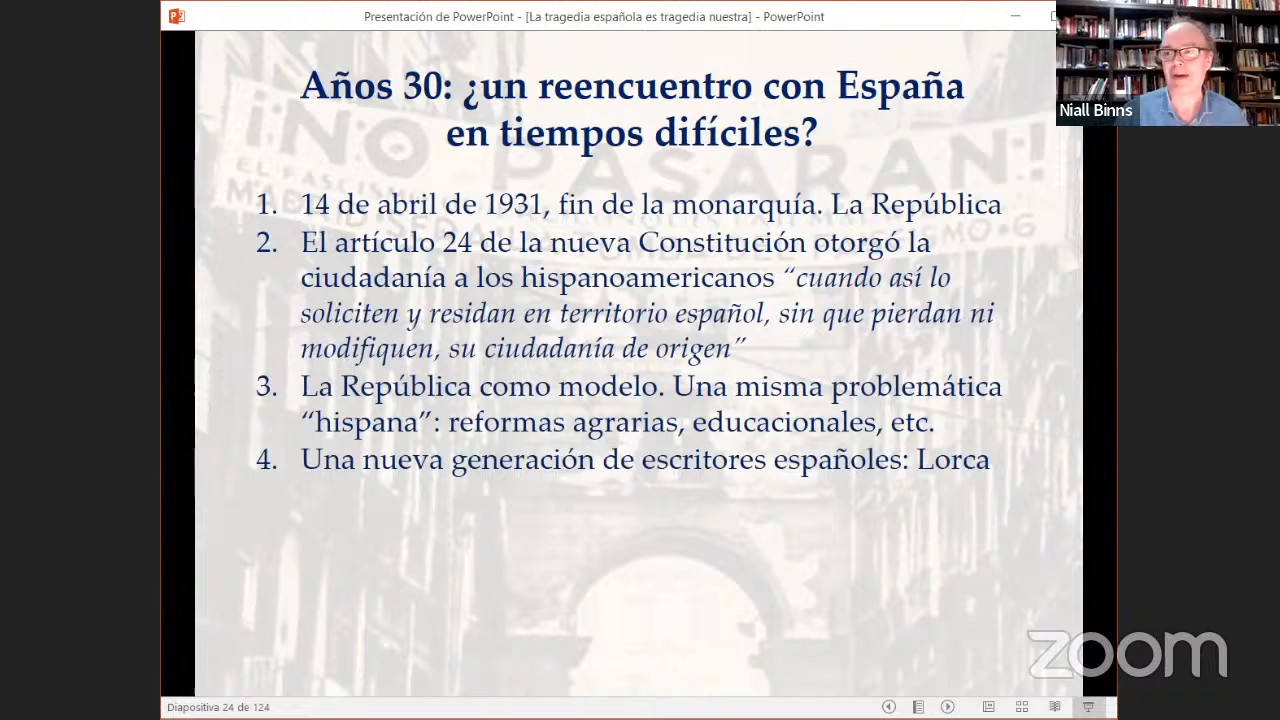 Presentación de PowerPoint - [La tragedia española es tragedia nuestra] - PowerPoint
Niall Binns
Años 30: ¿un reencuentro con España
en tiempos difíciles?
¡NO PASARAN!
EL FASCISMO
MADRID
1. 14 de abril de 1931, fin de la monarquía. La República
2. El artículo 24 de la nueva Constitución otorgó la
ciudadanía a los hispanoamericanos “cuando así lo
soliciten y residan en territorio español, sin que pierdan ni
modifiquen, su ciudadanía de origen”
3. La República como modelo. Una misma problemática
“hispana”: reformas agrarias, educacionales, etc.
4. Una nueva generación de escritores españoles: Lorca
zoom
Diapositiva 24 de 124